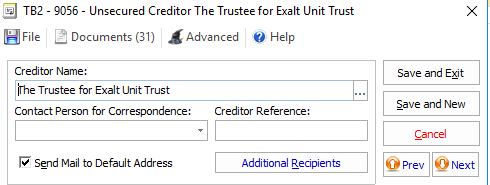 TB2 - 9056 - Unsecured Creditor The Trustee for Exalt Unit Trust
File Documents (31) Advanced Help
Creditor Name:
The Trustee for Exalt Unit Trust ...
Save and Exit
Contact Person for Correspondence: Creditor Reference:
Save and New
Cancel
Send Mail to Default Address Additional Recipients
Prev Next